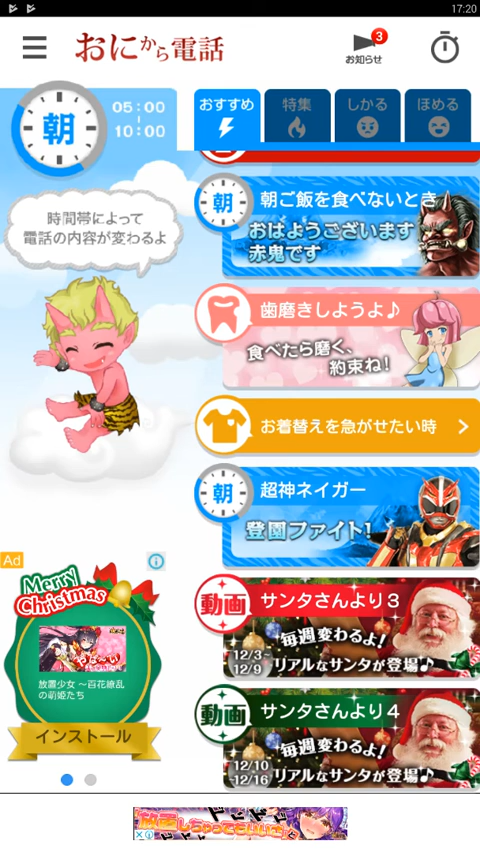 17:20
おにから電話
3
お知らせ
朝
05:00
10:00
おすすめ
特集
しかる
ほめる
時間帯によって
電話の内容が変わるよ
朝
朝ご飯を食べないとき
おはようございます
赤鬼です
歯磨きしようよ♪
食べたら磨く、
約束ね!
お着替えを急がせたい時
朝
超神ネイガー
登園ファイト!
動画
サンタさんより3
毎週変わるよ!
12/3~
12/9
リアルなサンタが登場♪
動画
サンタさんより4
毎週変わるよ!
12/10
~
12/16
リアルなサンタが登場♪
Ad
Merry
Christmas
放置少女 ~百花繚乱
の萌姫たち
インストール
放置しちゃってもいい